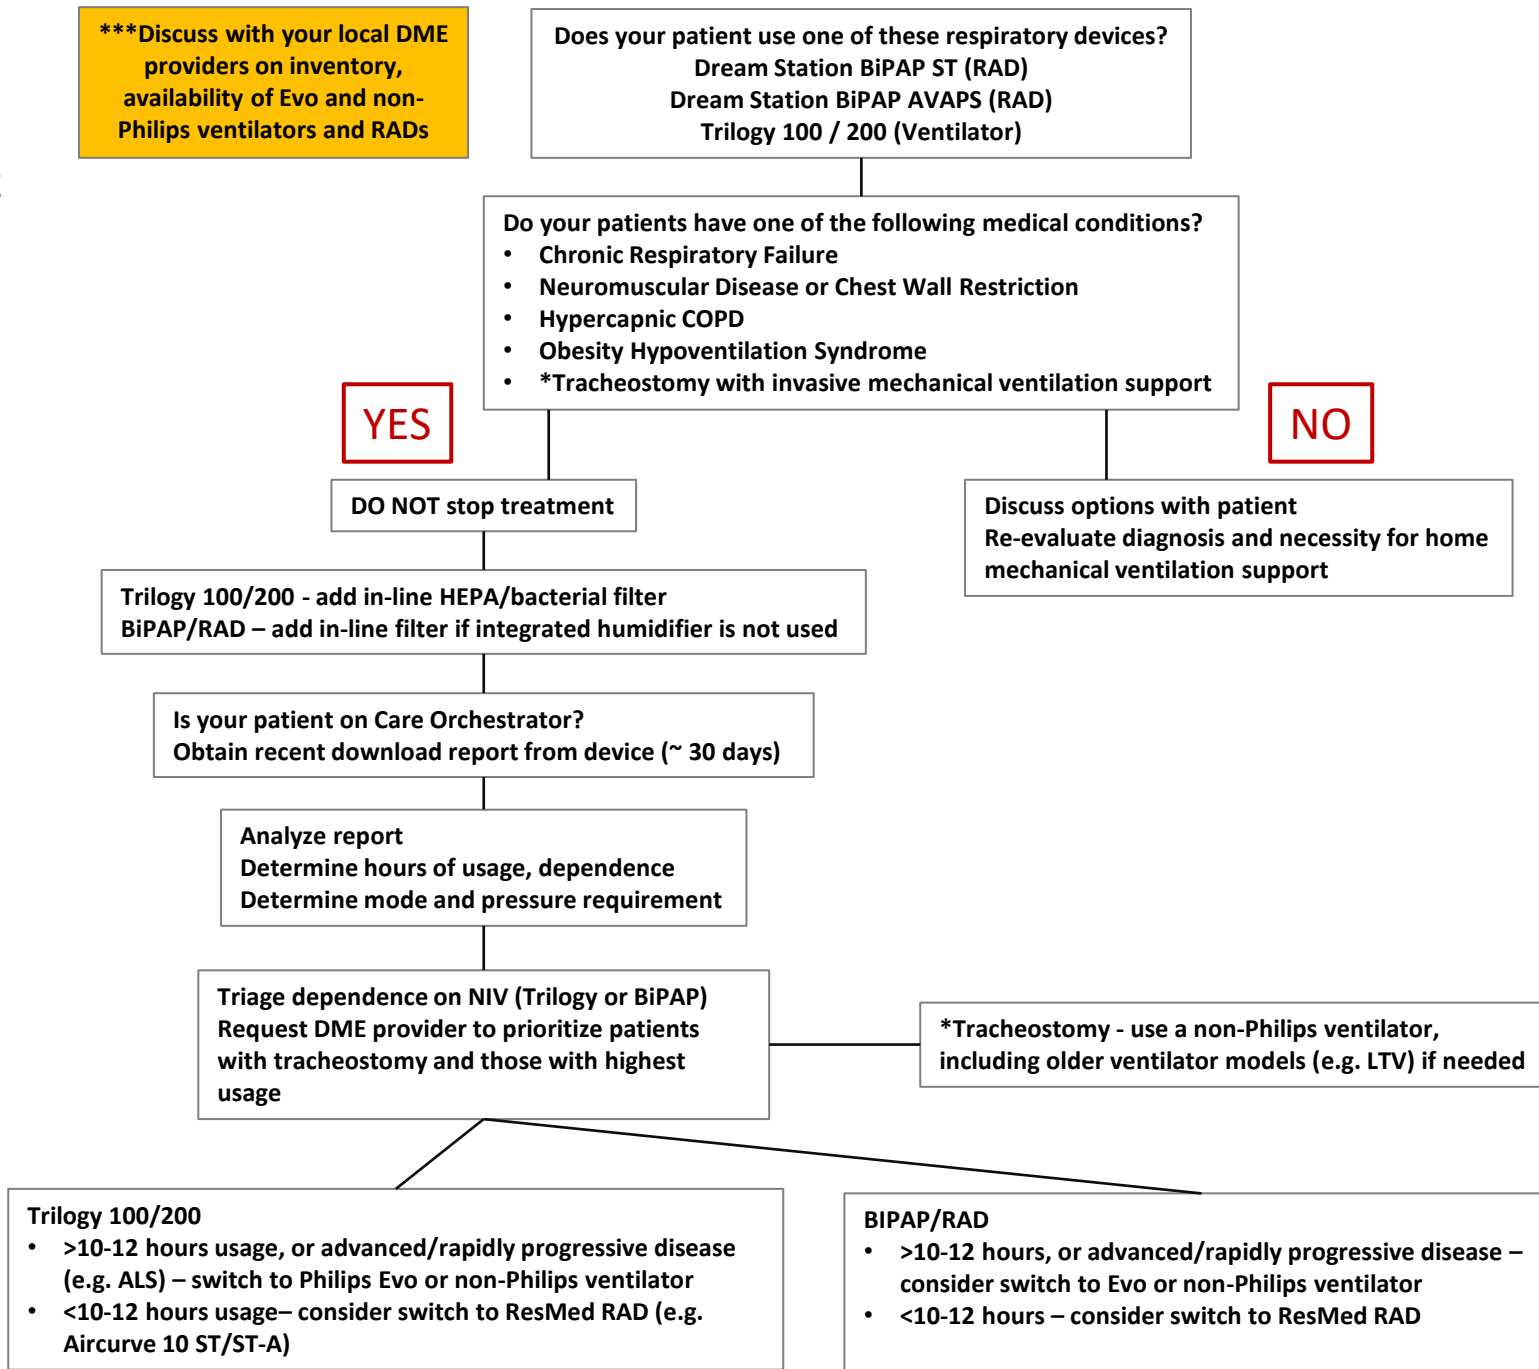 ***Discuss with your local DME
providers on inventory,
availability of Evo and non-
Philips ventilators and RADs
Does your patient use one of these respiratory devices?
Dream Station BiPAP ST (RAD)
Dream Station BiPAP AVAPS (RAD)
Trilogy 100 / 200 (Ventilator)
Do your patients have one of the following medical conditions?
• Chronic Respiratory Failure
• Neuromuscular Disease or Chest Wall Restriction
• Hypercapnic COPD
• Obesity Hypoventilation Syndrome
• *Tracheostomy with invasive mechanical ventilation support
YES
NO
DO NOT stop treatment
Discuss options with patient
Re-evaluate diagnosis and necessity for home
mechanical ventilation support
Trilogy 100/200 - add in-line HEPA/bacterial filter
BiPAP/RAD – add in-line filter if integrated humidifier is not used
Is your patient on Care Orchestrator?
Obtain recent download report from device (~ 30 days)
Analyze report
Determine hours of usage, dependence
Determine mode and pressure requirement
Triage dependence on NIV (Trilogy or BiPAP)
Request DME provider to prioritize patients
with tracheostomy and those with highest
usage
*Tracheostomy - use a non-Philips ventilator,
including older ventilator models (e.g. LTV) if needed
Trilogy 100/200
• >10-12 hours usage, or advanced/rapidly progressive disease
(e.g. ALS) – switch to Philips Evo or non-Philips ventilator
• <10-12 hours usage– consider switch to ResMed RAD (e.g.
Aircurve 10 ST/ST-A)
BIPAP/RAD
• >10-12 hours, or advanced/rapidly progressive disease –
consider switch to Evo or non-Philips ventilator
• <10-12 hours – consider switch to ResMed RAD